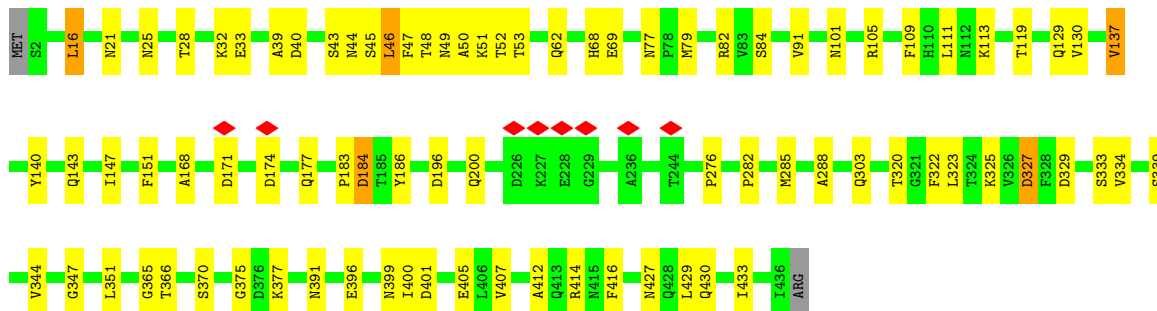 MET S2 L16 N21 N25 T28 K32 E33 A39 D40 S43 N44 S45 L46 F47 T48 N49 A50 K51 T52 T53 Q62 H68 E69 N77 P78 M79 R82 V83 S84 V91 N101 R105 F109 H110 L111 N112 K113 T119 Q129 V130 V137
Y140 Q143 I147 F151 A168 D171 D174 Q177 P183 D184 T185 Y186 D196 Q200 D226 K227 E228 G229 A236 T244 P276 P282 M285 A288 Q303 T320 G321 F322 L323 T324 K325 V326 D327 F328 D329 S333 V334
V344 G347 L351 G365 T366 S370 G375 D376 K377 N391 E396 N399 I400 D401 E405 L406 V407 A412 Q413 R414 N415 F416 N427 Q428 L429 Q430 I433 I436 ARG